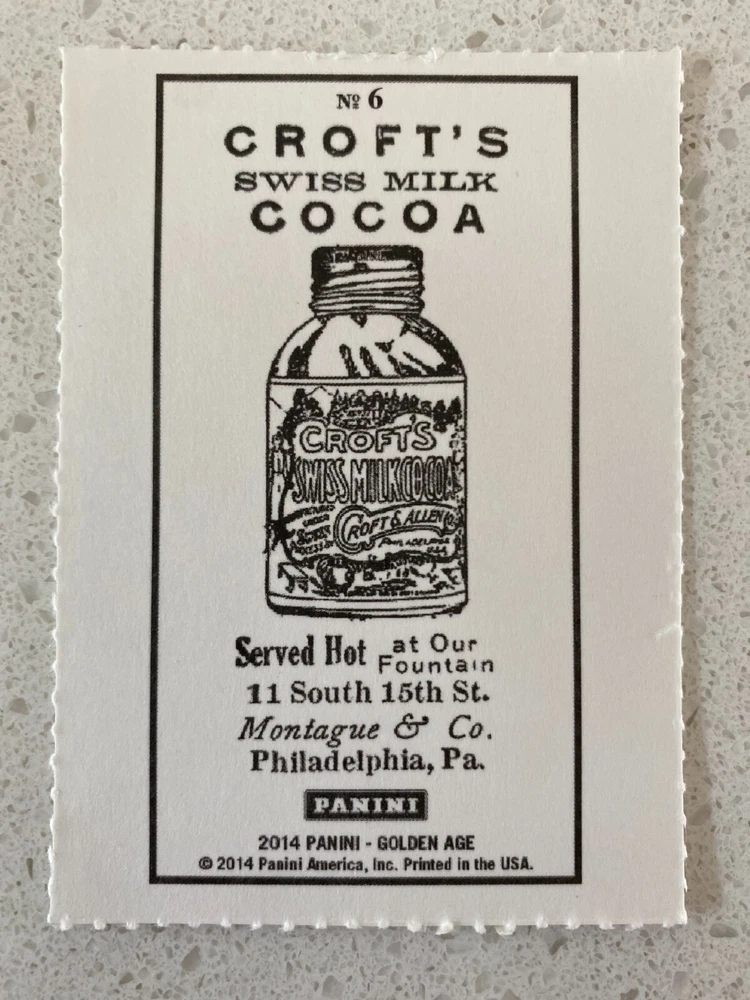 № 6
CROFT'S
SWISS MILK
COCOA
CROFT'S
SWISS MILK COCOA
CROFT & ALLEN
PHILADELPHIA
U.S.A.
Served Hot at Our Fountain
11 South 15th St.
Montague & Co.
Philadelphia, Pa.
PANINI
2014 PANINI - GOLDEN AGE
© 2014 Panini America, Inc. Printed in the USA.